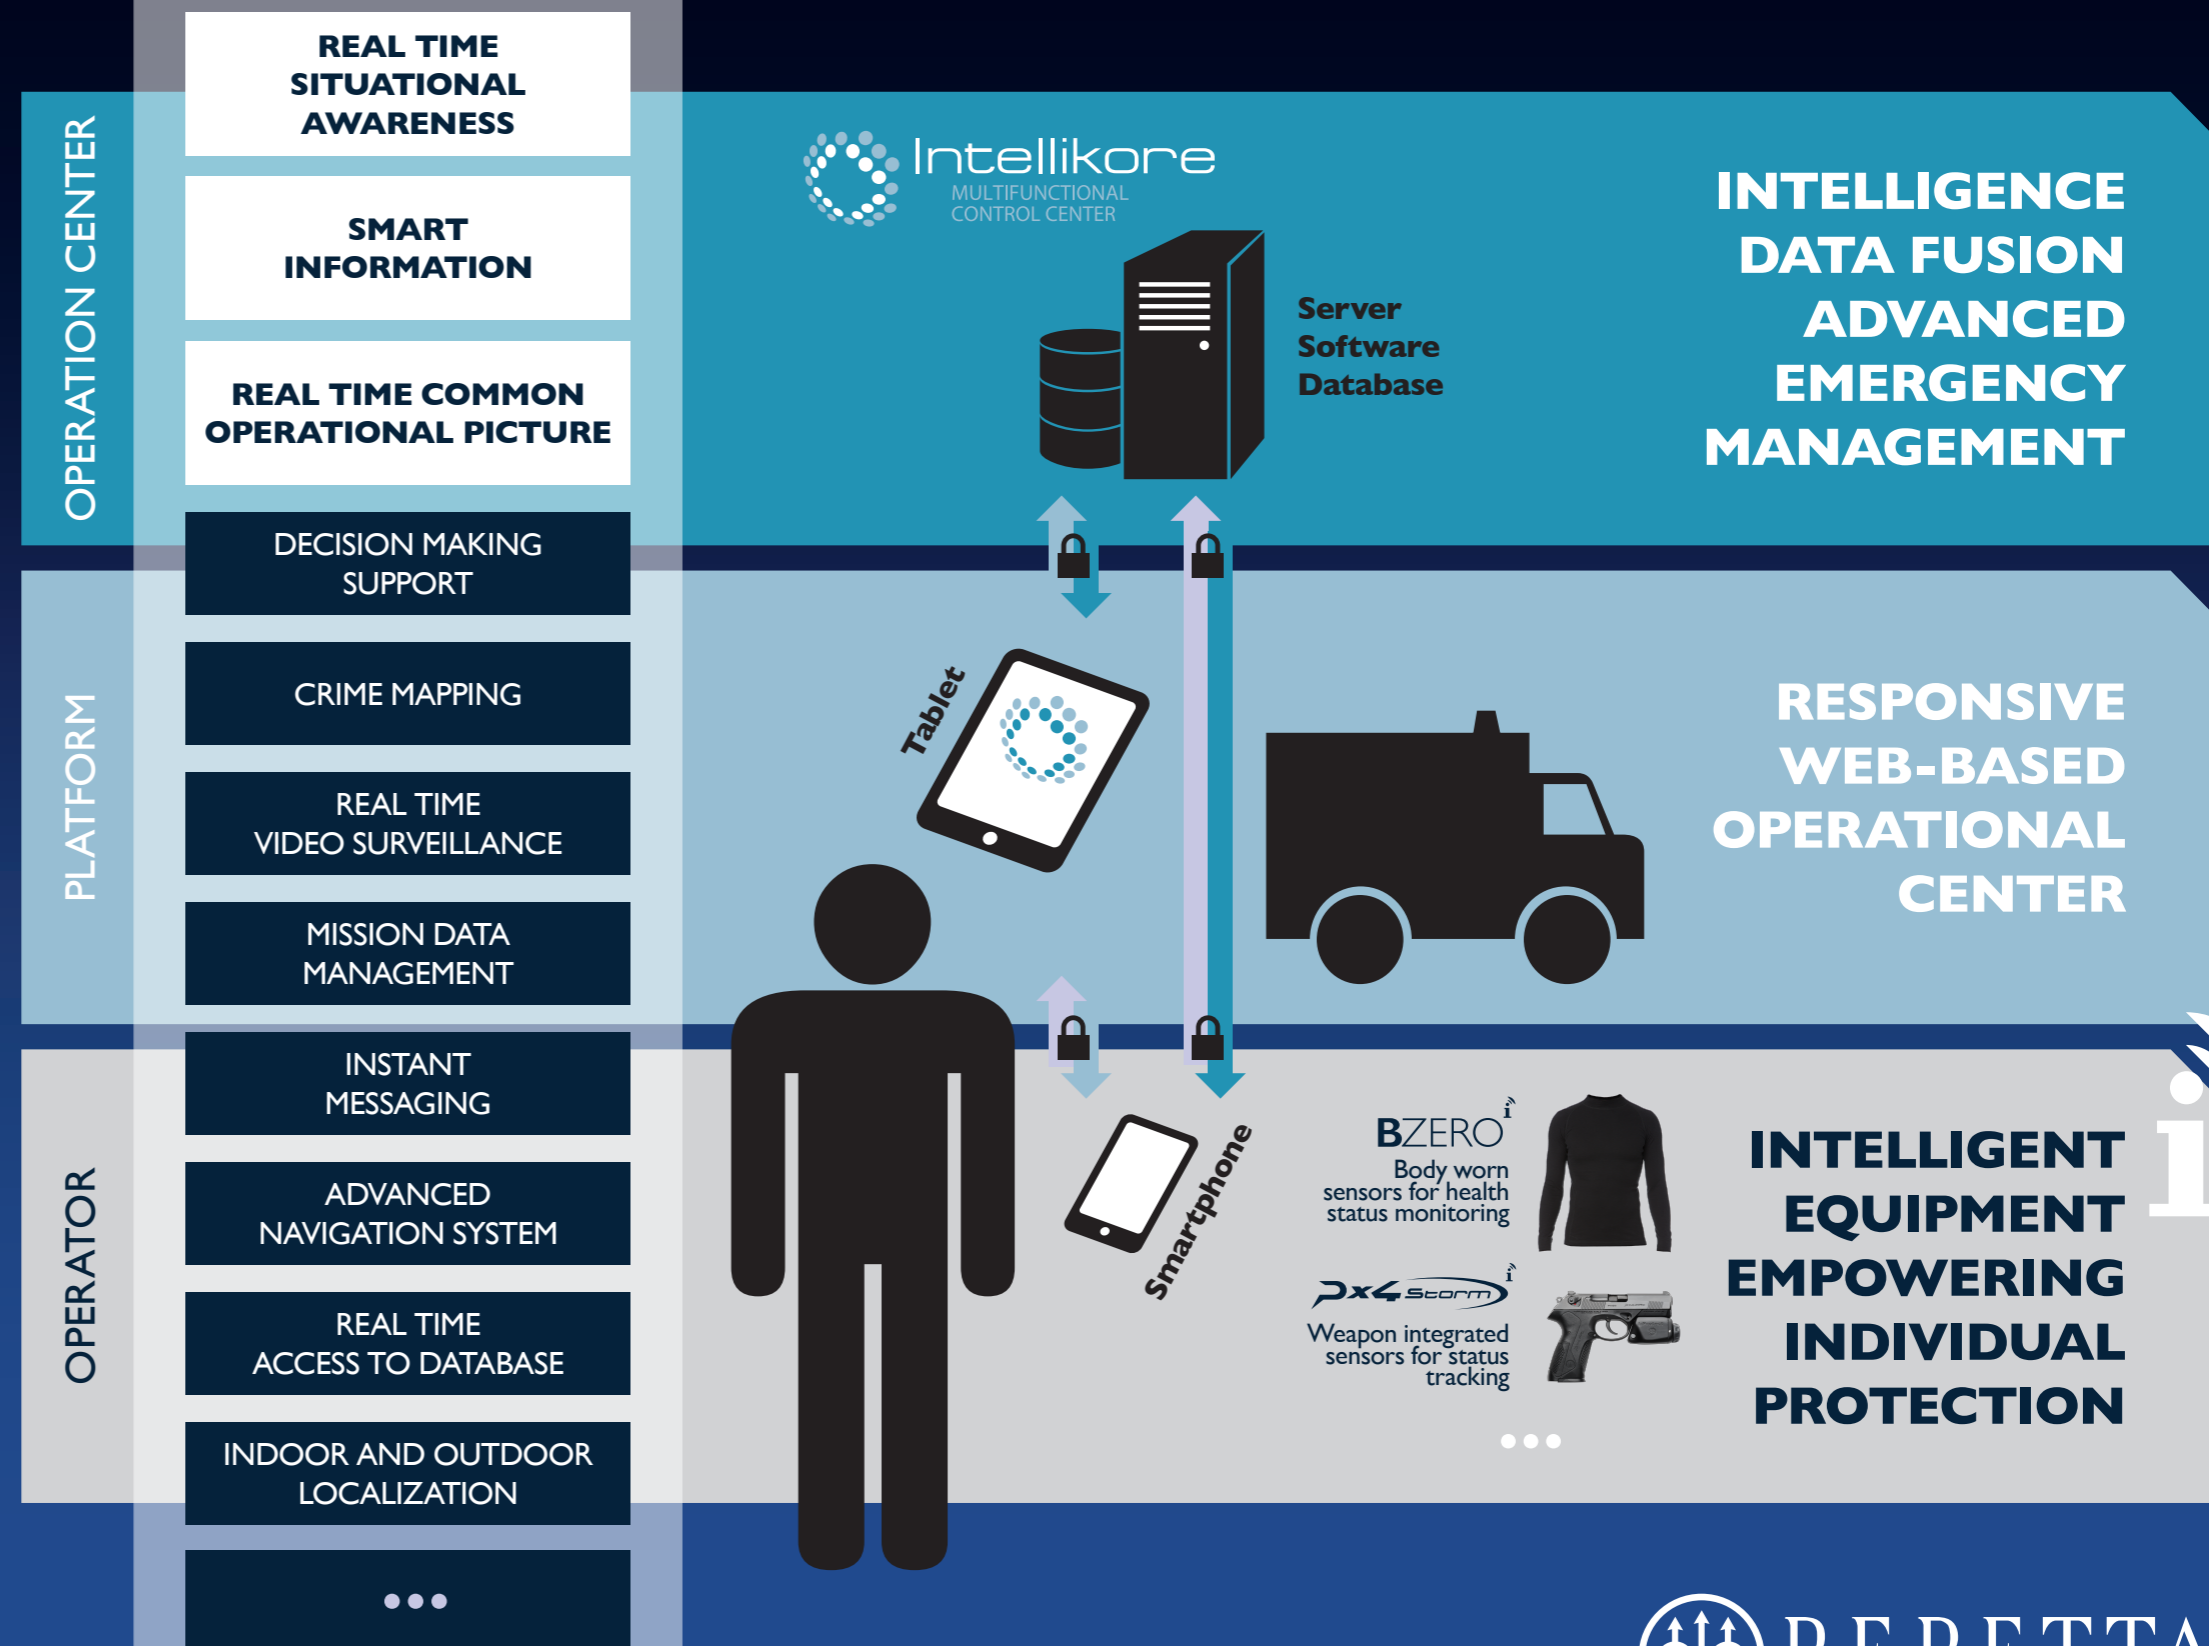 REAL TIME
SITUATIONAL
AWARENESS
SMART
INFORMATION
REAL TIME COMMON
OPERATIONAL PICTURE
DECISION MAKING
SUPPORT
CRIME MAPPING
REAL TIME
VIDEO SURVEILLANCE
MISSION DATA
MANAGEMENT
INSTANT
MESSAGING
ADVANCED
NAVIGATION SYSTEM
REAL TIME
ACCESS TO DATABASE
INDOOR AND OUTDOOR
LOCALIZATION
...
OPERATION CENTER
Intellikore
MULTIFUNCTIONAL
CONTROL CENTER
Server
Software
Database
INTELLIGENCE
DATA FUSION
ADVANCED
EMERGENCY
MANAGEMENT
PLATFORM
Tablet
RESPONSIVE
WEB-BASED
OPERATIONAL
CENTER
OPERATOR
Smartphone
BZERO i
Body worn
sensors for health
status monitoring
Px4 Storm i
Weapon integrated
sensors for status
tracking
...
INTELLIGENT
EQUIPMENT
EMPOWERING
INDIVIDUAL
PROTECTION
i
BERETTA